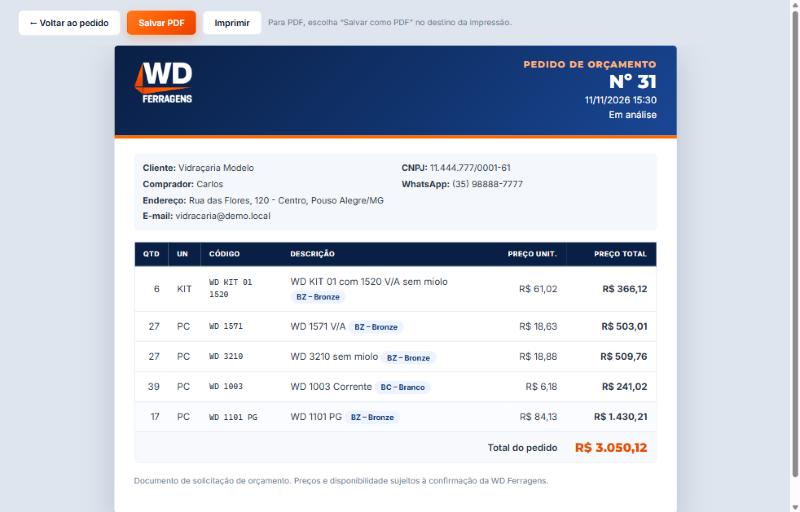 ← Voltar ao pedido
Salvar PDF
Imprimir
Para PDF, escolha "Salvar como PDF" no destino da impressão.
WD
FERRAGENS
PEDIDO DE ORÇAMENTO
Nº 31
11/11/2026 15:30
Em análise
Cliente: Vidraçaria Modelo
CNPJ: 11.444.777/0001-61
Comprador: Carlos
WhatsApp: (35) 98888-7777
Endereço: Rua das Flores, 120 - Centro, Pouso Alegre/MG
E-mail: vidracaria@demo.local
QTD UN CÓDIGO DESCRIÇÃO PREÇO UNIT. PREÇO TOTAL
6 KIT WD KIT 01 1520 WD KIT 01 com 1520 V/A sem miolo BZ – Bronze R$ 61,02 R$ 366,12
27 PC WD 1571 WD 1571 V/A BZ – Bronze R$ 18,63 R$ 503,01
27 PC WD 3210 WD 3210 sem miolo BZ – Bronze R$ 18,88 R$ 509,76
39 PC WD 1003 WD 1003 Corrente BC – Branco R$ 6,18 R$ 241,02
17 PC WD 1101 PG WD 1101 PG BZ – Bronze R$ 84,13 R$ 1.430,21
Total do pedido R$ 3.050,12
Documento de solicitação de orçamento. Preços e disponibilidade sujeitos à confirmação da WD Ferragens.